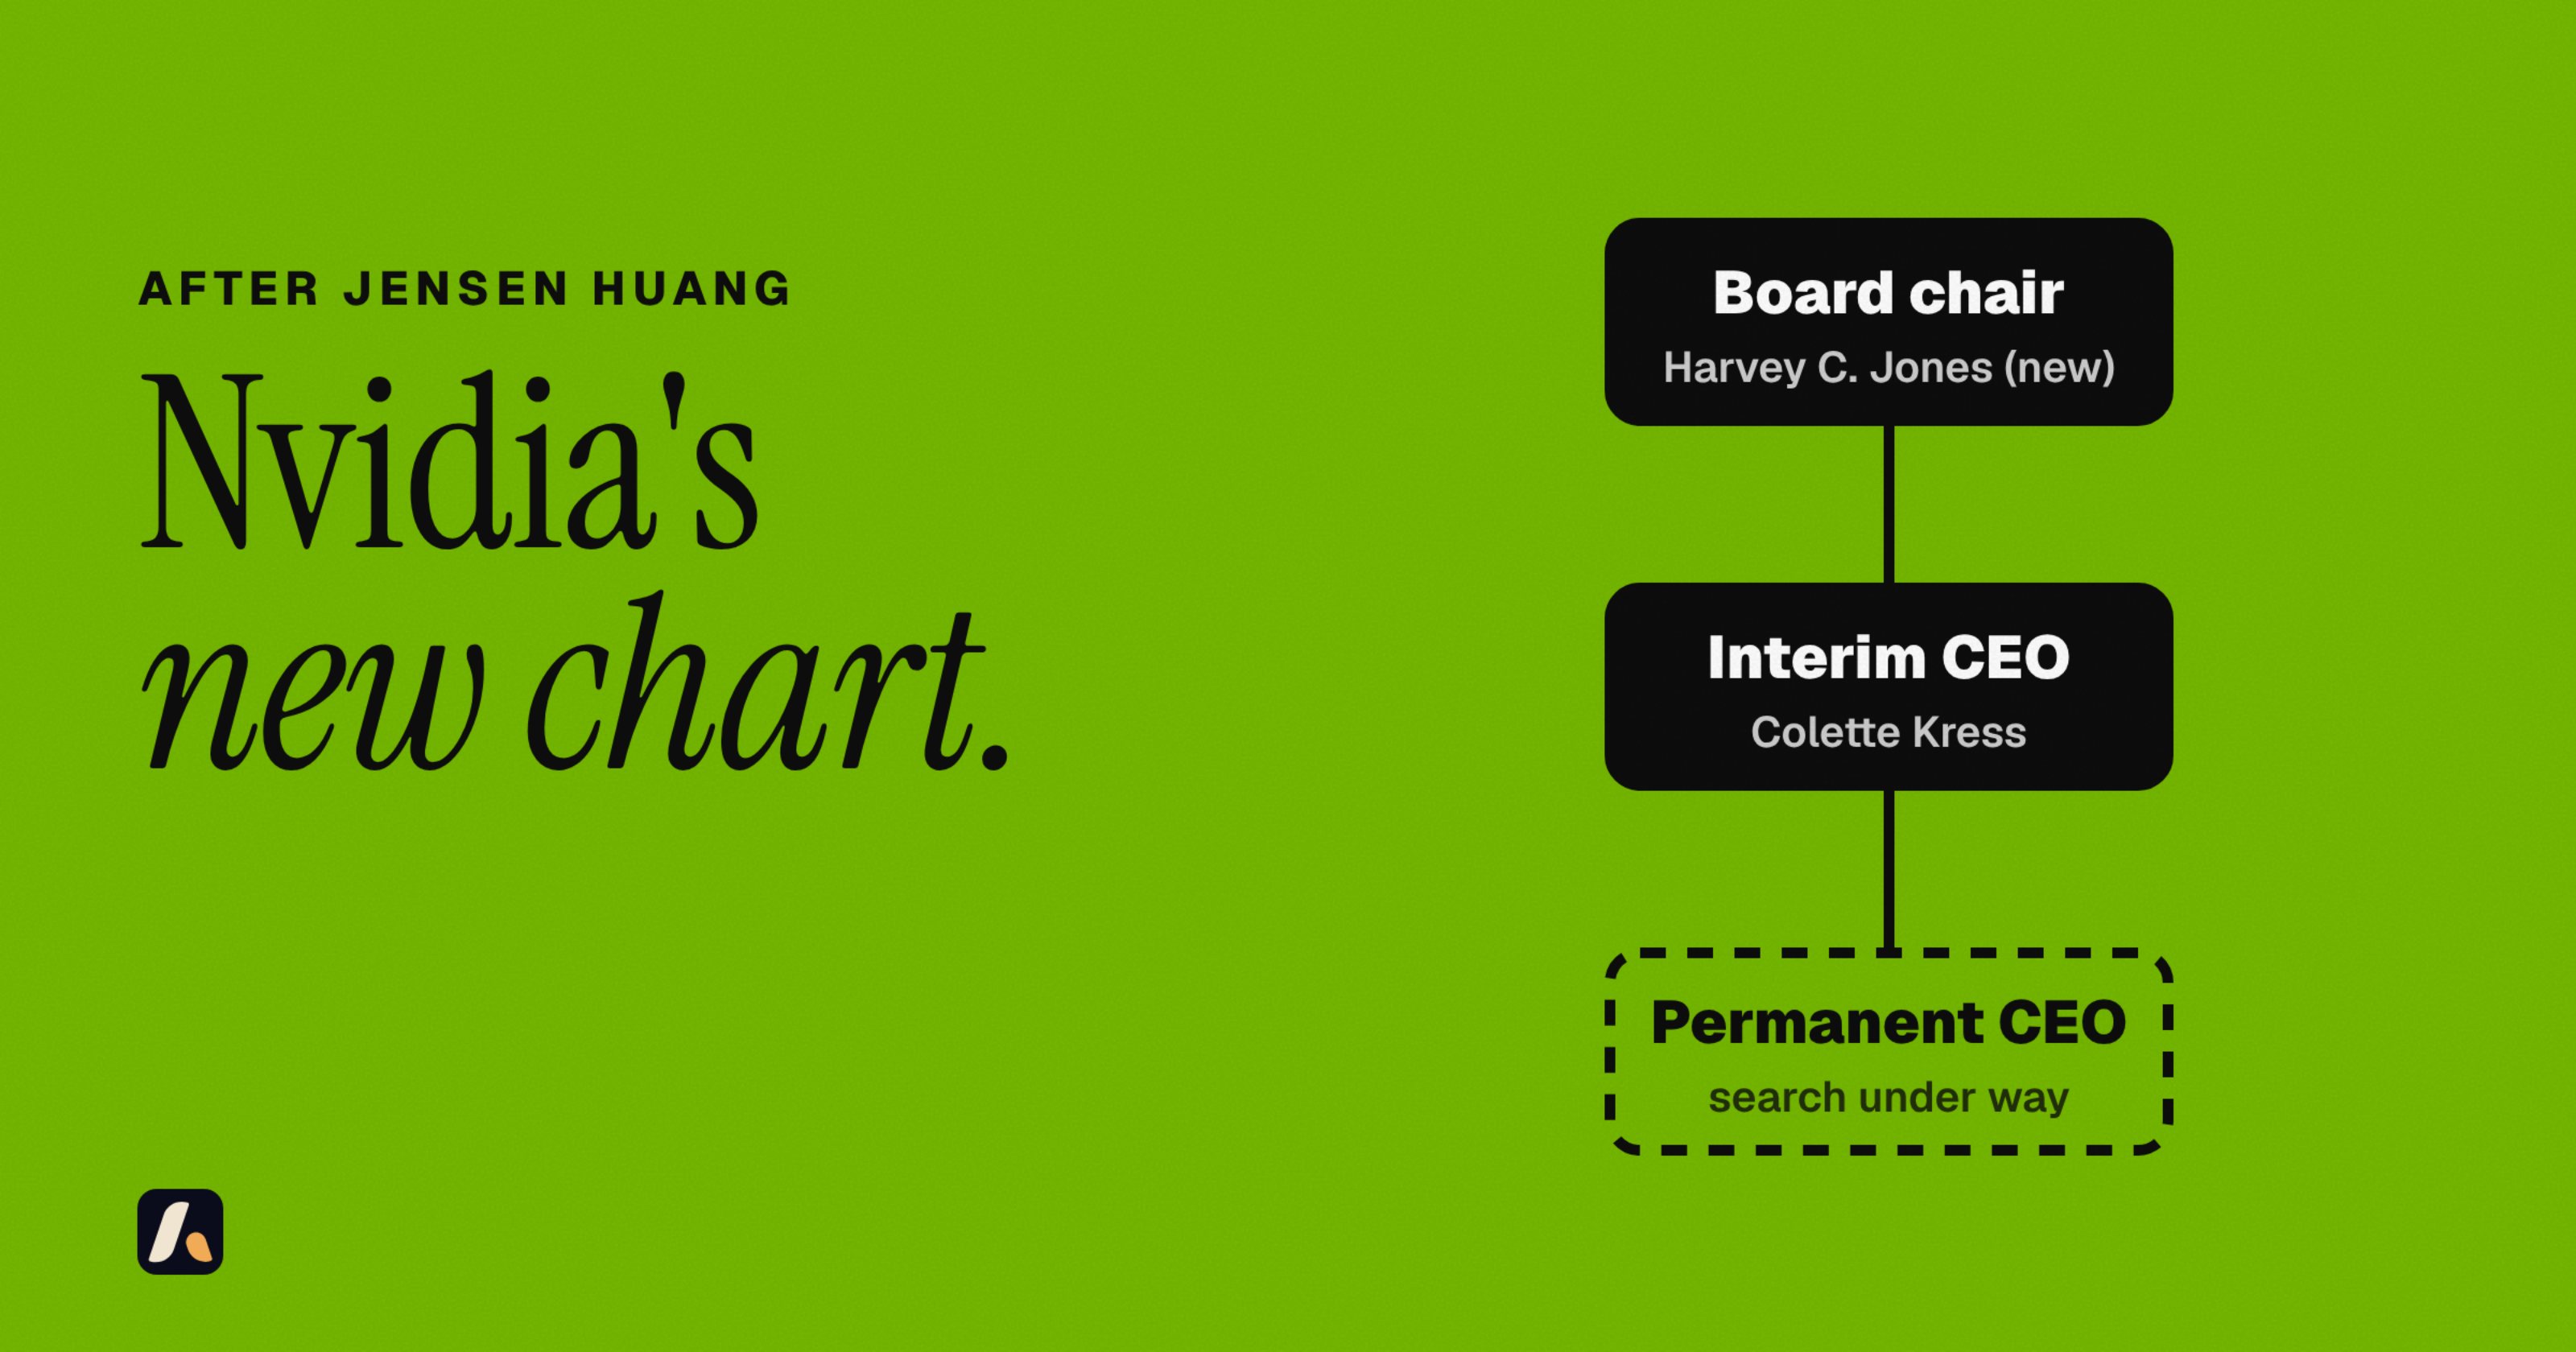 AFTER JENSEN HUANG
Nvidia's
new chart.
Board chair
Harvey C. Jones (new)
Interim CEO
Colette Kress
Permanent CEO
search under way